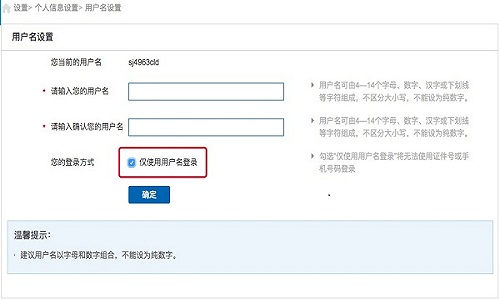 设置> 个人信息设置> 用户名设置
用户名设置
您当前的用户名 sj4963cld
* 请输入您的用户名
用户名可由4—14个字母、数字、汉字或下划线
等字符组成，不区分大小写，不能设为纯数字。
* 请输入确认您的用户名
用户名可由4—14个字母、数字、汉字或下划线
等字符组成，不区分大小写，不能设为纯数字。
您的登录方式 仅使用用户名登录
勾选"仅使用用户名登录"将无法使用证件号或手
机号码登录
确定
温馨提示：
· 建议用户名以字母和数字组合，不能设为纯数字。